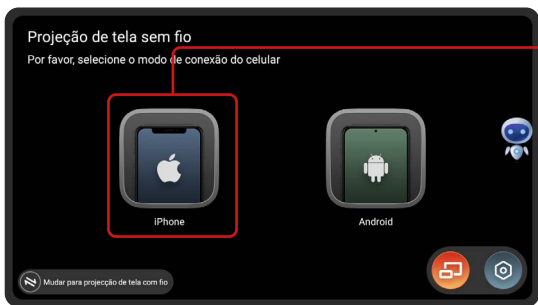 Projeção de tela sem fio
Por favor, selecione o modo de conexão do celular
iPhone
Android
Mudar para projecção de tela com fio